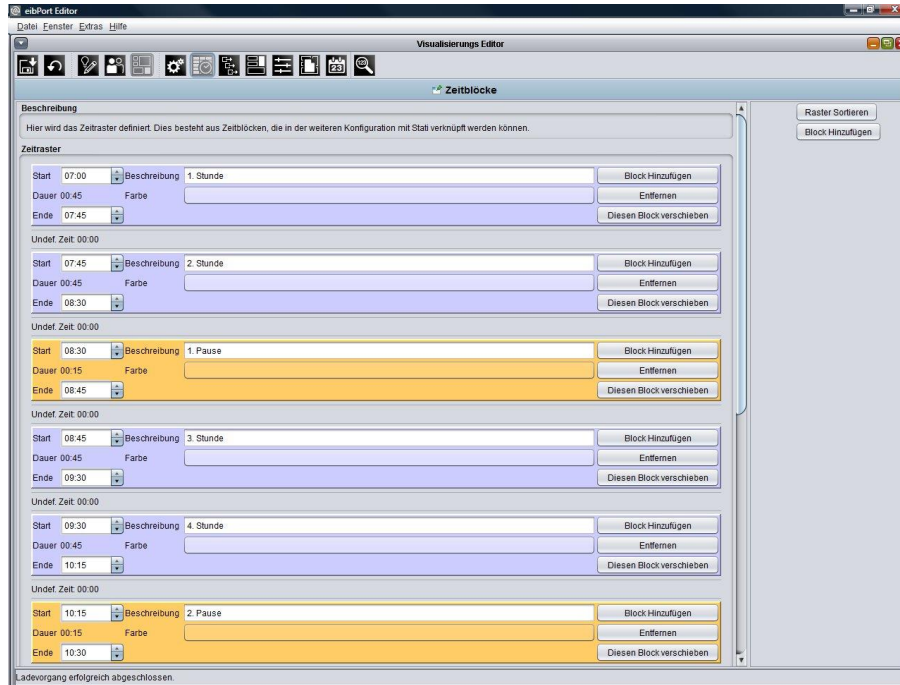 eibPort Editor
Datei Fenster Extras Hilfe
Visualisierungs Editor
Zeitblöcke
Beschreibung
Hier wird das Zeitraster definiert. Dies besteht aus Zeitblöcken, die in der weiteren Konfiguration mit Stati verknüpft werden können.
Raster Sortieren
Block Hinzufügen
Zeitraster
Start 07:00 Beschreibung 1. Stunde Block Hinzufügen
Dauer 00:45 Farbe Entfernen
Ende 07:45 Diesen Block verschieben
Undef. Zeit: 00:00
Start 07:45 Beschreibung 2. Stunde Block Hinzufügen
Dauer 00:45 Farbe Entfernen
Ende 08:30 Diesen Block verschieben
Undef. Zeit: 00:00
Start 08:30 Beschreibung 1. Pause Block Hinzufügen
Dauer 00:15 Farbe Entfernen
Ende 08:45 Diesen Block verschieben
Undef. Zeit: 00:00
Start 08:45 Beschreibung 3. Stunde Block Hinzufügen
Dauer 00:45 Farbe Entfernen
Ende 09:30 Diesen Block verschieben
Undef. Zeit: 00:00
Start 09:30 Beschreibung 4. Stunde Block Hinzufügen
Dauer 00:45 Farbe Entfernen
Ende 10:15 Diesen Block verschieben
Undef. Zeit: 00:00
Start 10:15 Beschreibung 2. Pause Block Hinzufügen
Dauer 00:15 Farbe Entfernen
Ende 10:30 Diesen Block verschieben
Ladevorgang erfolgreich abgeschlossen.